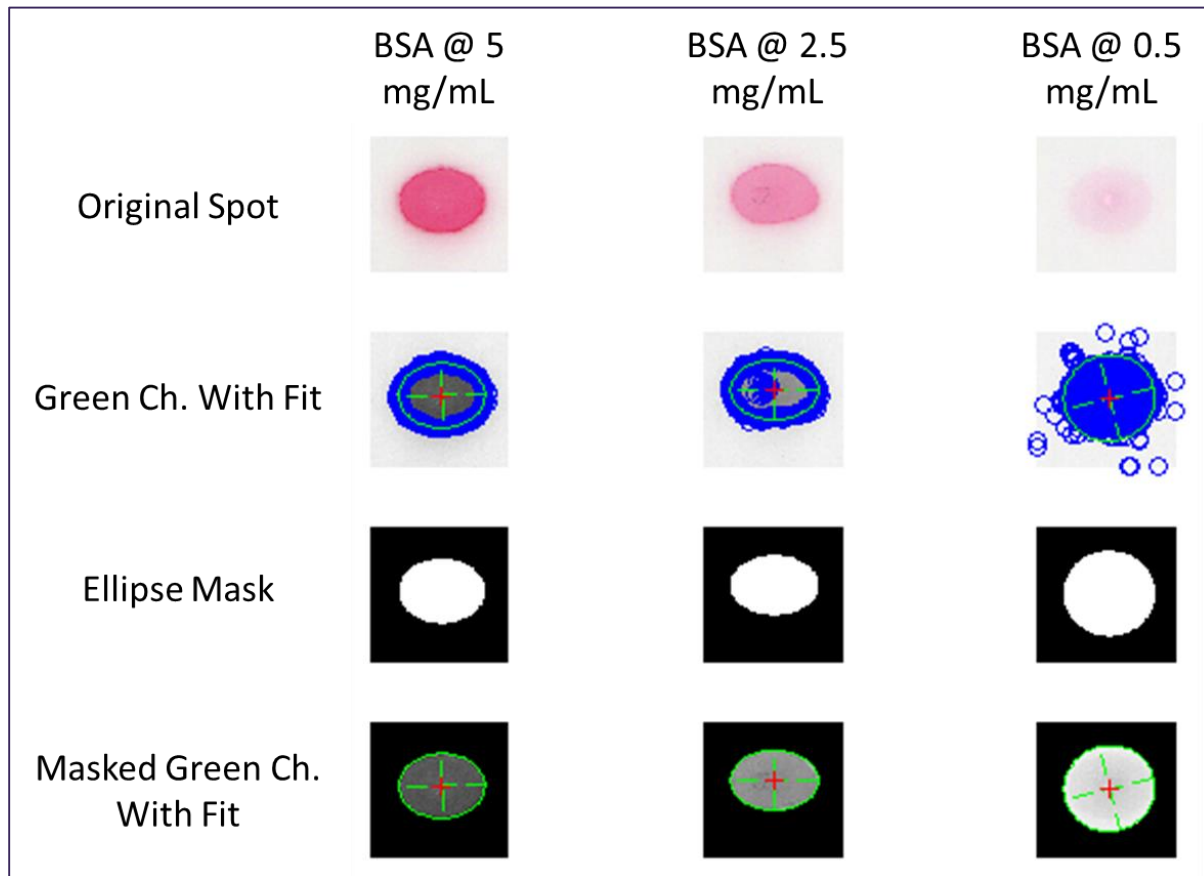 BSA @ 5
mg/mL
BSA @ 2.5
mg/mL
BSA @ 0.5
mg/mL
Original Spot
Green Ch. With Fit
Ellipse Mask
Masked Green Ch.
With Fit